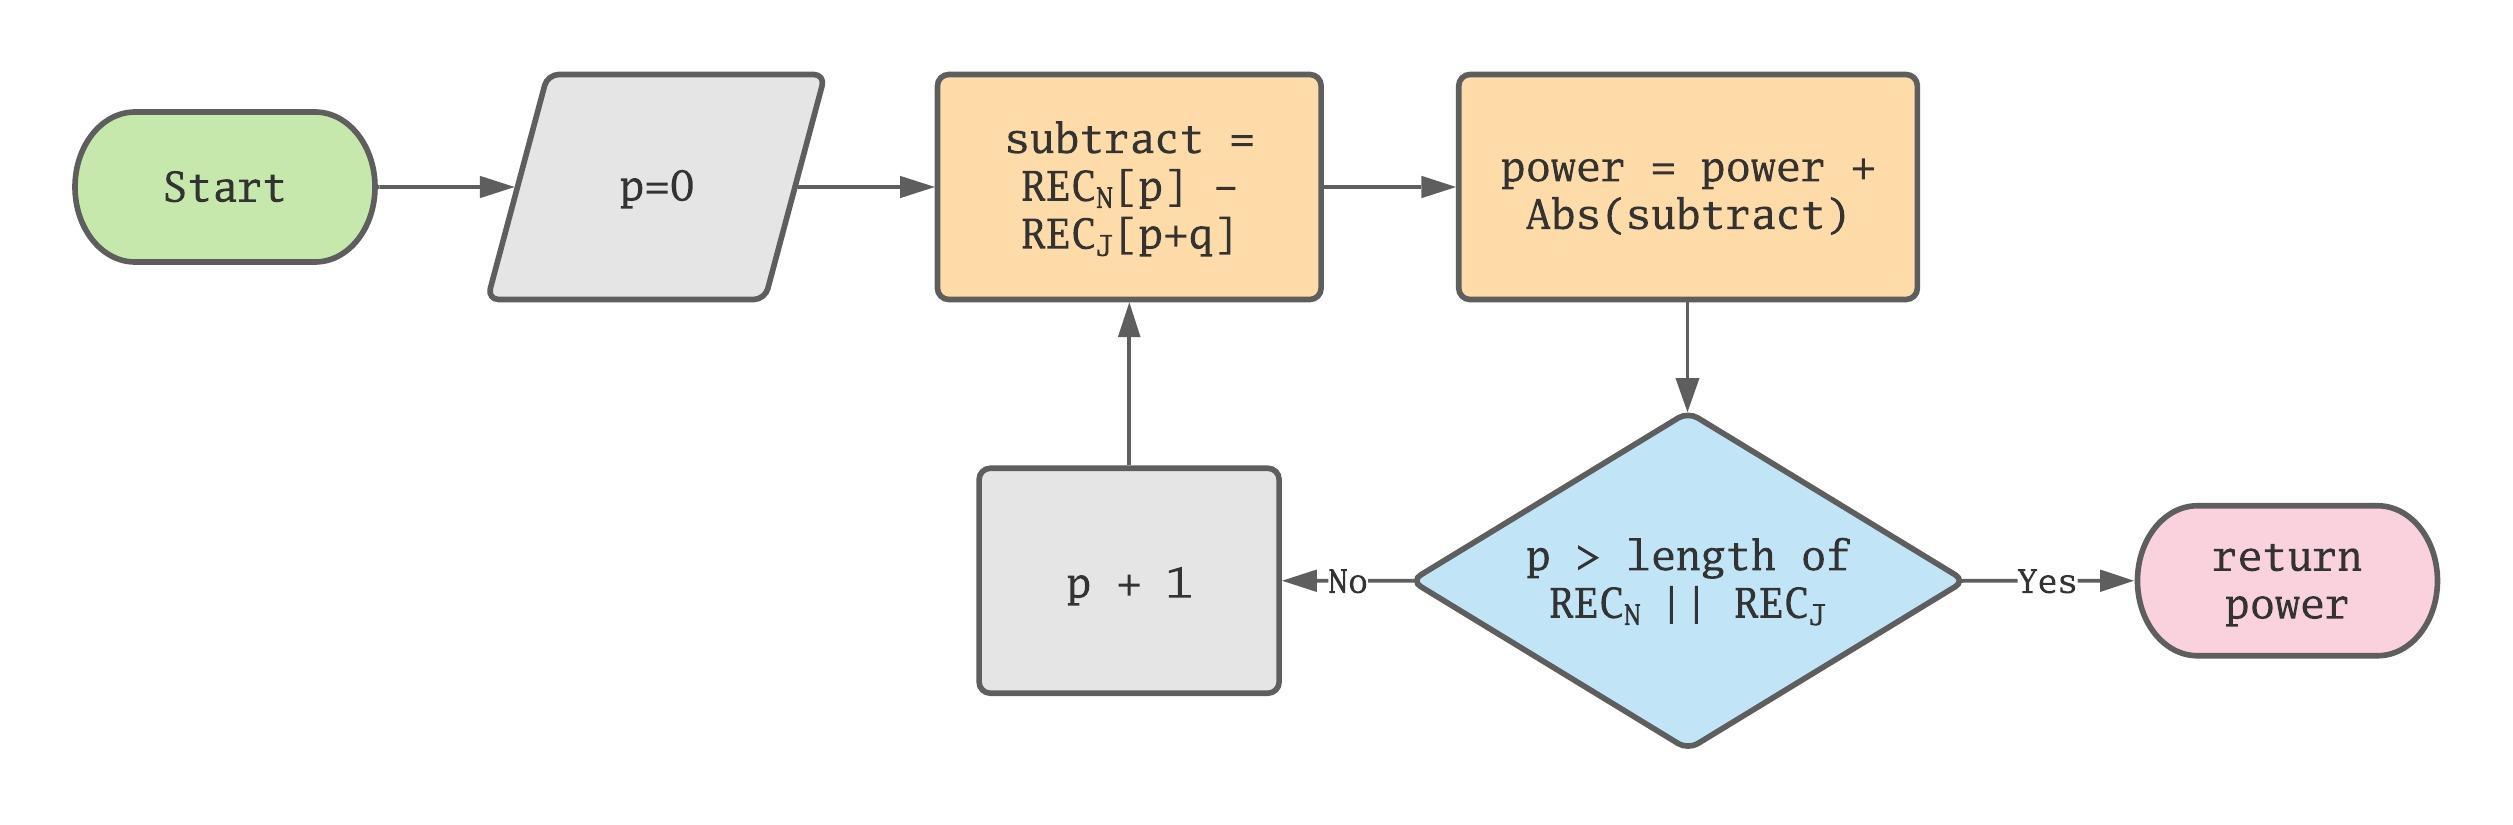 Start
p=0
subtract =
REC_N[p] -
REC_J[p+q]
power = power +
Abs(subtract)
p + 1
No
p > length of
REC_N || REC_J
Yes
return
power